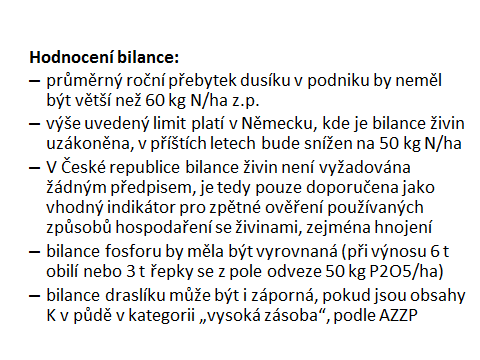 Hodnocení bilance:
– průměrný roční přebytek dusíku v podniku by neměl
být větší než 60 kg N/ha z.p.
– výše uvedený limit platí v Německu, kde je bilance živin
uzákoněna, v příštích letech bude snížen na 50 kg N/ha
– V České republice bilance živin není vyžadována
žádným předpisem, je tedy pouze doporučena jako
vhodný indikátor pro zpětné ověření používaných
způsobů hospodaření se živinami, zejména hnojení
– bilance fosforu by měla být vyrovnaná (při výnosu 6 t
obilí nebo 3 t řepky se z pole odveze 50 kg P2O5/ha)
– bilance draslíku může být i záporná, pokud jsou obsahy
K v půdě v kategorii „vysoká zásoba“, podle AZZP